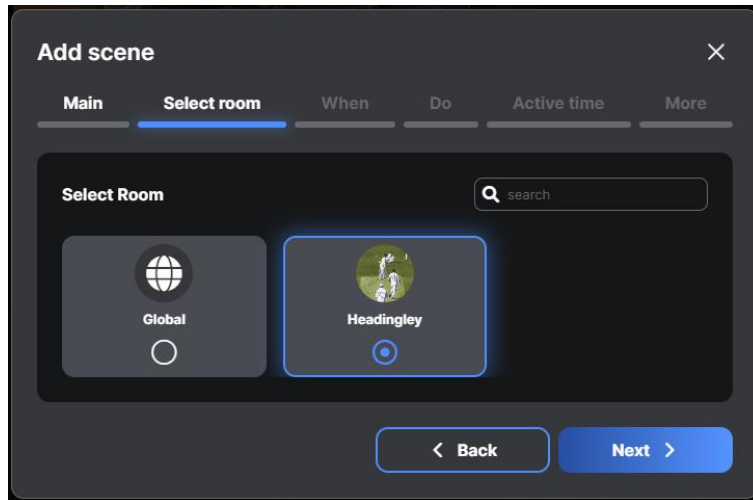 Add scene
Main Select room When Do Active time More
Select Room search
Global Headingley
Back Next